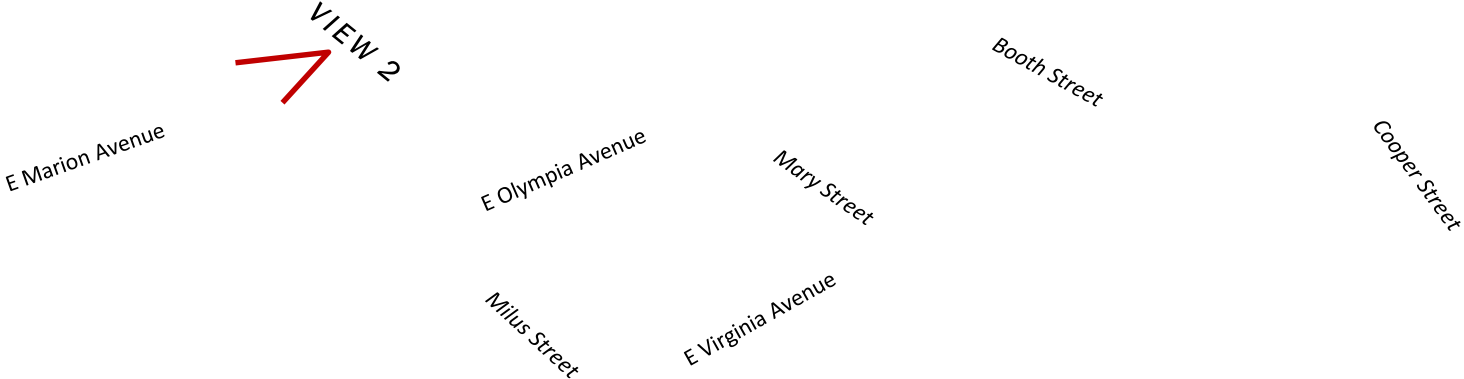 VIEW 2
Booth Street
E Marion Avenue
E Olympia Avenue
Mary Street
Cooper Street
Milus Street
E Virginia Avenue